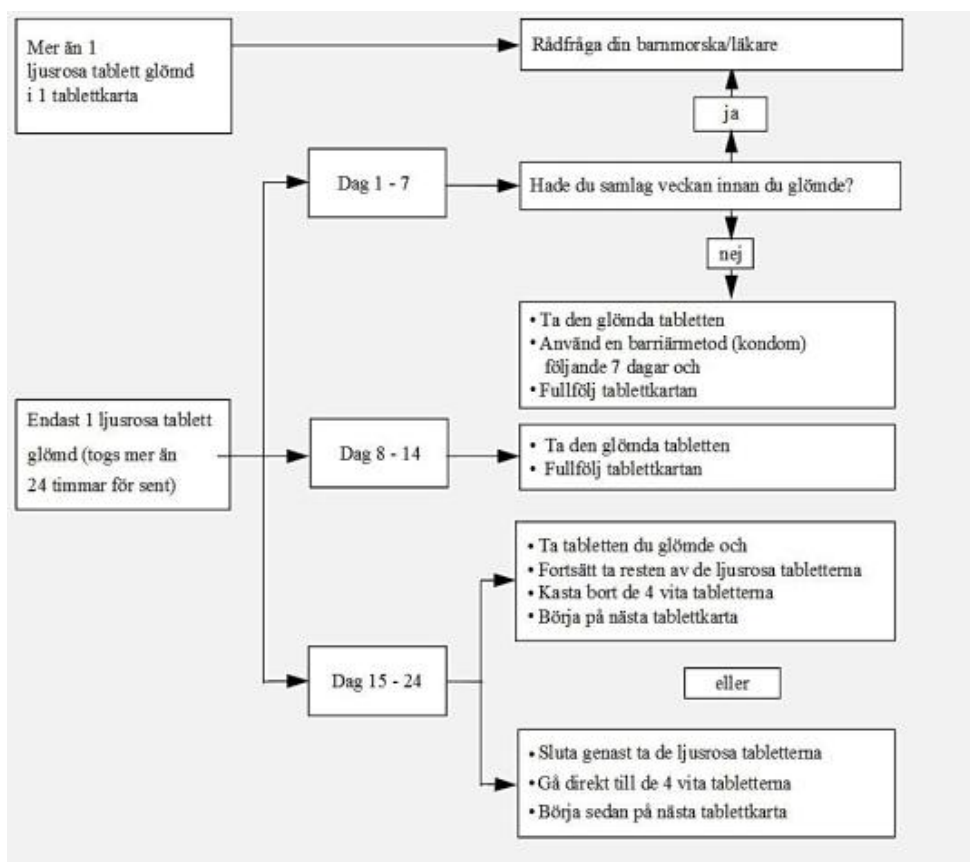 Mer än 1
ljusrosa tablett glömd
i 1 tablettkarta
Rådfråga din barnmorska/läkare
ja
Dag 1 - 7
Hade du samlag veckan innan du glömde?
nej
• Ta den glömda tabletten
• Använd en barriärmetod (kondom)
följande 7 dagar och
• Fullfölj tablettkartan
Endast 1 ljusrosa tablett
glömd (togs mer än
24 timmar för sent)
Dag 8 - 14
• Ta den glömda tabletten
• Fullfölj tablettkartan
• Ta tabletten du glömde och
• Fortsätt ta resten av de ljusrosa tabletterna
• Kasta bort de 4 vita tabletterna
• Börja på nästa tablettkarta
Dag 15 - 24
eller
• Sluta genast ta de ljusrosa tabletterna
• Gå direkt till de 4 vita tabletterna
• Börja sedan på nästa tablettkarta